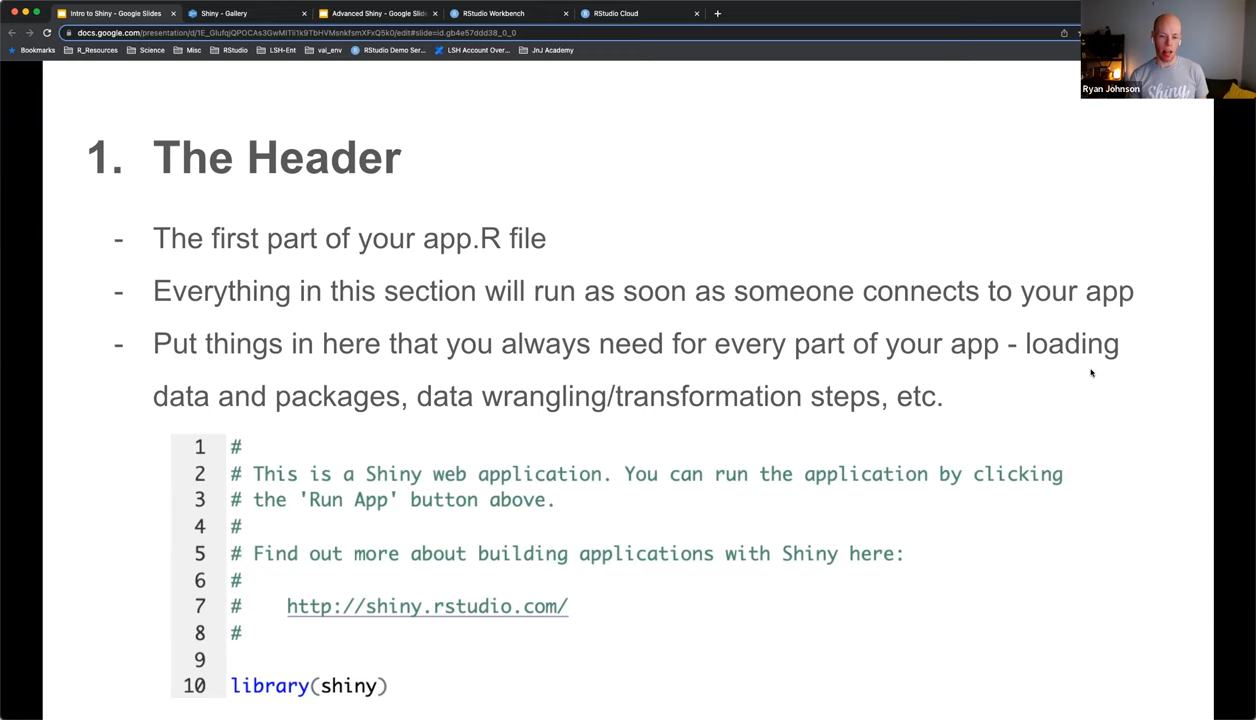 Intro to Shiny - Google Slides
Shiny - Gallery
Advanced Shiny - Google Slid
RStudio Workbench
RStudio Cloud
Bookmarks
R_Resources
Science
Misc
RStudio
LSH-Ent
val_env
RStudio Demo Ser...
LSH Account Over...
JnJ Academy
Ryan Johnson
1. The Header
- The first part of your app.R file
- Everything in this section will run as soon as someone connects to your app
- Put things in here that you always need for every part of your app - loading
data and packages, data wrangling/transformation steps, etc.
1 #
2 # This is a Shiny web application. You can run the application by clicking
3 # the 'Run App' button above.
4 #
5 # Find out more about building applications with Shiny here:
6 #
7 #    http://shiny.rstudio.com/
8 #
9
10 library(shiny)
Shiny